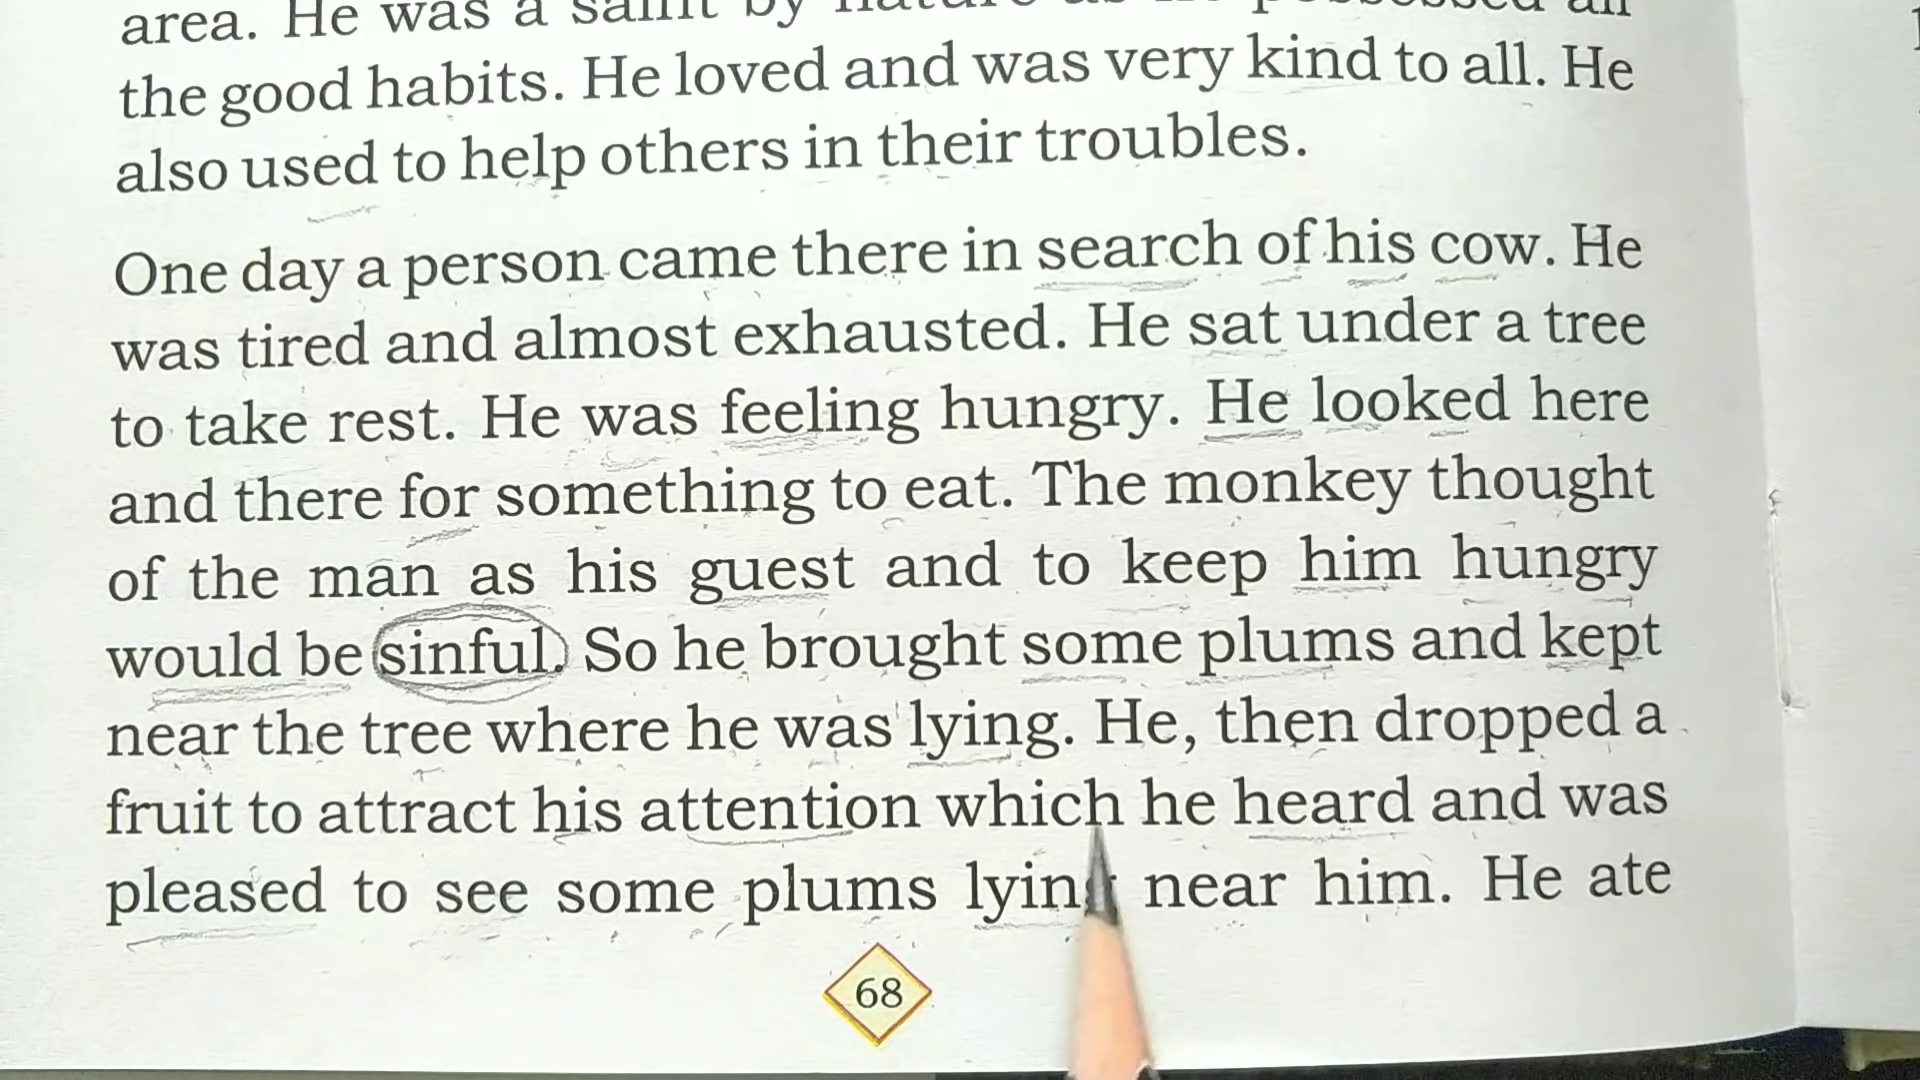 area. He was a saint by nature as he possessed all
the good habits. He loved and was very kind to all. He
also used to help others in their troubles.
One day a person came there in search of his cow. He
was tired and almost exhausted. He sat under a tree
to take rest. He was feeling hungry. He looked here
and there for something to eat. The monkey thought
of the man as his guest and to keep him hungry
would be sinful. So he brought some plums and kept
near the tree where he was lying. He, then dropped a
fruit to attract his attention which he heard and was
pleased to see some plums lying near him. He ate
68